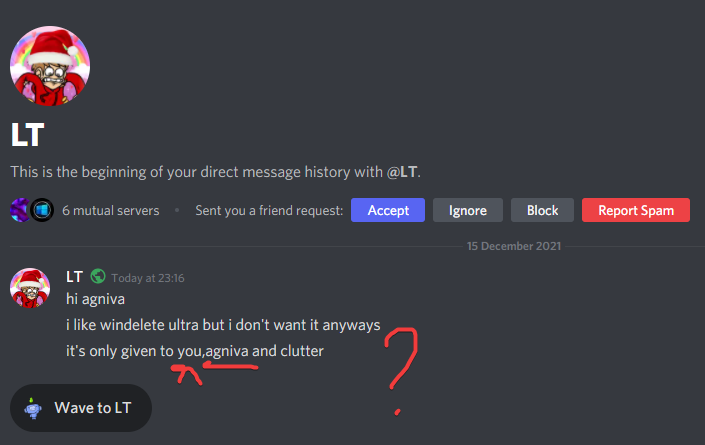 LT
This is the beginning of your direct message history with @LT.
6 mutual servers • Sent you a friend request: Accept Ignore Block Report Spam
15 December 2021
LT Today at 23:16
hi agniva
i like windelete ultra but i don't want it anyways
it's only given to you,agniva and clutter
?
Wave to LT